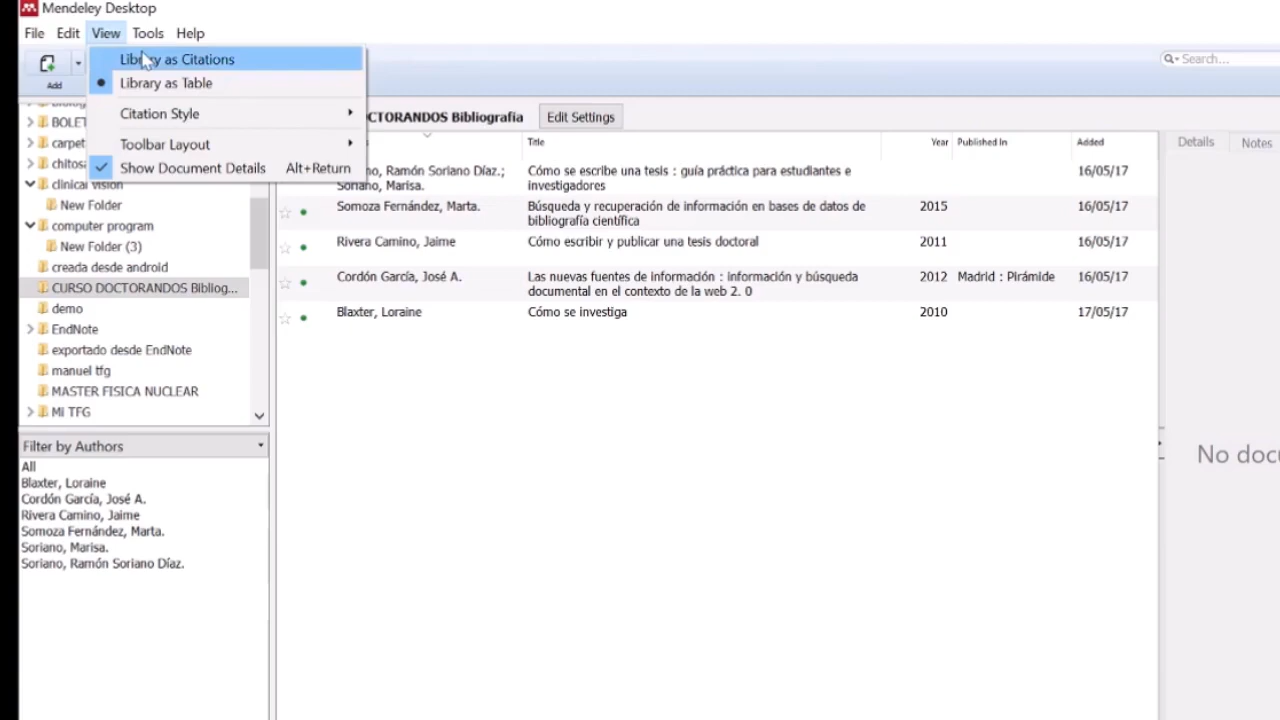 Mendeley Desktop
File Edit View Tools Help
Library as Citations
Library as Table
Citation Style
Toolbar Layout
Show Document Details Alt+Return
Add
Search...
BOLET
carpet
chitosa
clinical vision
New Folder
computer program
New Folder (3)
creada desde android
CURSO DOCTORANDOS Bibliog...
demo
EndNote
exportado desde EndNote
manuel tfg
MASTER FISICA NUCLEAR
Mi TFG
Filter by Authors
All
Blaxter, Loraine
Cordón García, José A.
Rivera Camino, Jaime
Somoza Fernández, Marta.
Soriano, Marisa.
Soriano, Ramón Soriano Díaz.
CTORANDOS Bibliografía Edit Settings
Title Year Published In Added
no, Ramón Soriano Díaz.; Cómo se escribe una tesis : guía práctica para estudiantes e 16/05/17
Soriano, Marisa. investigadores
Somoza Fernández, Marta. Búsqueda y recuperación de información en bases de datos de 2015 16/05/17
bibliografía científica
Rivera Camino, Jaime Cómo escribir y publicar una tesis doctoral 2011 16/05/17
Cordón García, José A. Las nuevas fuentes de información : información y búsqueda 2012 Madrid : Pirámide 16/05/17
documental en el contexto de la web 2. 0
Blaxter, Loraine Cómo se investiga 2010 17/05/17
Details Notes
No docu